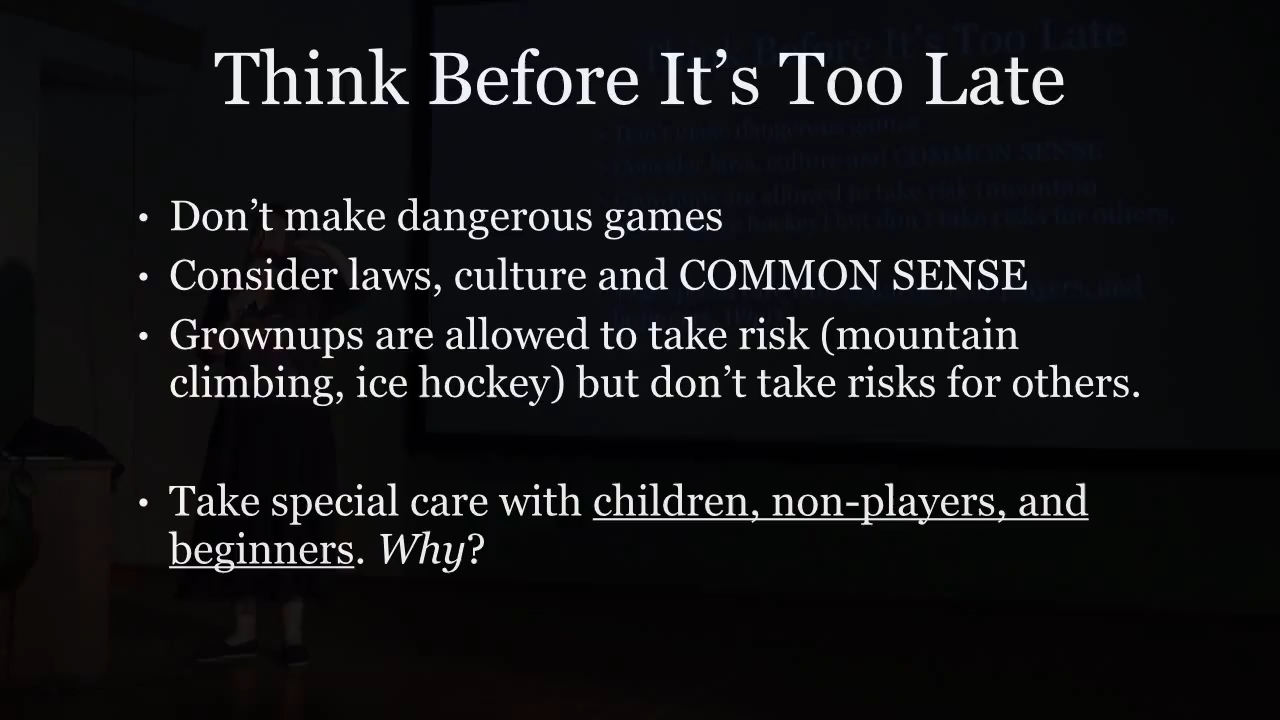 Think Before It’s Too Late
• Don’t make dangerous games
• Consider laws, culture and COMMON SENSE
• Grownups are allowed to take risk (mountain
climbing, ice hockey) but don’t take risks for others.
• Take special care with children, non-players, and
beginners. Why?